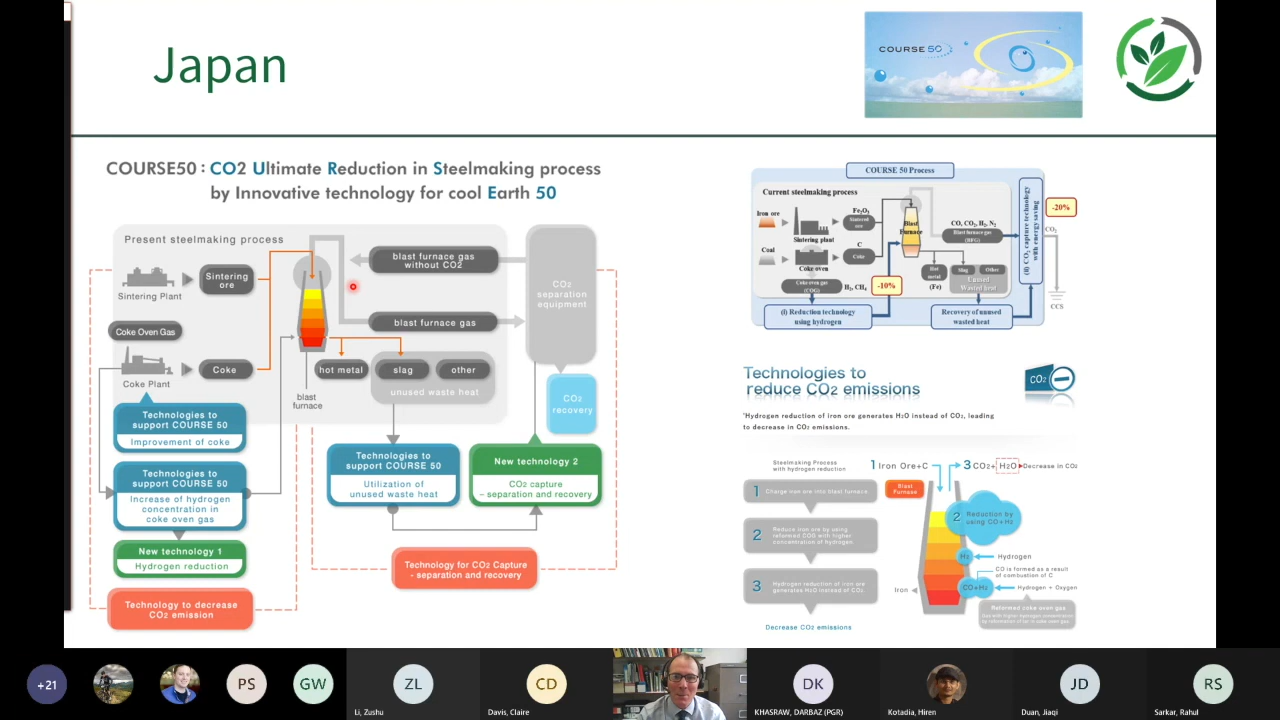 Japan
COURSE 50
COURSE50 : CO2 Ultimate Reduction in Steelmaking process
by Innovative technology for cool Earth 50
Present steelmaking process
Sintering Plant
Sintering
ore
Coke Oven Gas
Coke Plant
Coke
blast furnace gas
without CO2
blast furnace gas
hot metal
slag
other
unused waste heat
blast
furnace
CO2
separation
equipment
CO2
recovery
Technologies to
support COURSE 50
Improvement of coke
Technologies to
support COURSE 50
Increase of hydrogen
concentration in
coke oven gas
New technology 1
Hydrogen reduction
Technology to decrease
CO2 emission
Technologies to
support COURSE 50
Utilization of
unused waste heat
New technology 2
CO2 capture
– separation and recovery
Technology for CO2 Capture
- separation and recovery
COURSE 50 Process
Current steelmaking process
Iron ore
Sintering plant
Fe2O3
Sintered
ore
Coal
Coke oven
C
Coke
Coke oven gas
(COG)
H2, CH4
Blast
Furnace
CO, CO2, H2, N2
Blast furnace gas
(BFG)
Hot
metal
(Fe)
Slag
Other
Unused
Wasted heat
-10%
-20%
(I) Reduction technology
using hydrogen
Recovery of unused
wasted heat
(II) CO2 capture technology
with energy saving
CO2
CCS
Technologies to
reduce CO2 emissions
CO2
"Hydrogen reduction of iron ore generates H2O instead of CO2, leading
to decrease in CO2 emissions.
Steelmaking Process
with hydrogen reduction
1 Charge iron ore into blast furnace.
2 Reduce iron ore by using
reformed COG with higher
concentration of hydrogen.
3 Hydrogen reduction of iron ore
generates H2O instead of CO2.
Decrease CO2 emissions
1 Iron Ore+C
3 CO2+ H2O
Decrease in CO2
Blast
Furnase
2 Reduction by
using CO+H2
H2
Hydrogen
CO is formed as a result
of combustion of C
CO+H2
Hydrogen + Oxygen
Iron
Reformed coke oven gas
+21
PS
GW
ZL
Li, Zushu
CD
Davis, Claire
DK
KHASRAW, DARBAZ (PGR)
Kotadia, Hiren
JD
Duan, Jiaqi
RS
Sarkar, Rahul